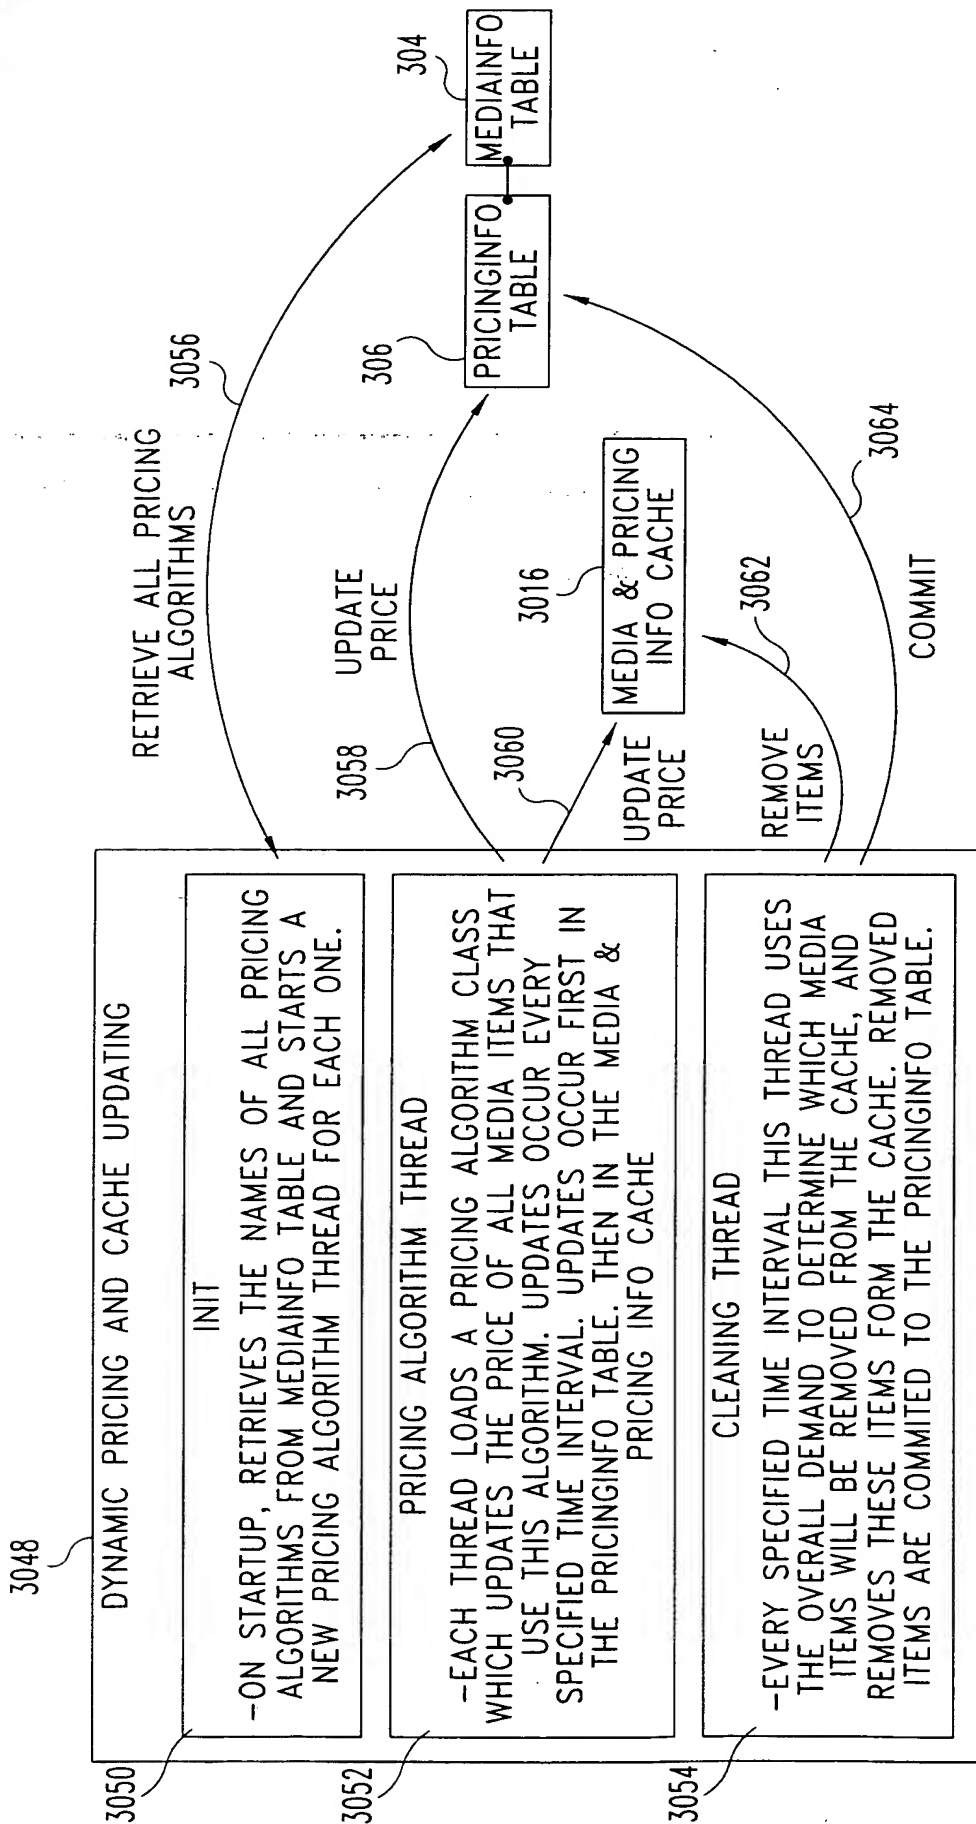 3048
DYNAMIC PRICING AND CACHE UPDATING
3050
INIT
-ON STARTUP, RETRIEVES THE NAMES OF ALL PRICING
ALGORITHMS FROM MEDIAINFO TABLE AND STARTS A
NEW PRICING ALGORITHM THREAD FOR EACH ONE.
3052
PRICING ALGORITHM THREAD
-EACH THREAD LOADS A PRICING ALGORITHM CLASS
WHICH UPDATES THE PRICE OF ALL MEDIA ITEMS THAT
USE THIS ALGORITHM. UPDATES OCCUR EVERY
SPECIFIED TIME INTERVAL. UPDATES OCCUR FIRST IN
THE PRICINGINFO TABLE. THEN IN THE MEDIA &
PRICING INFO CACHE
3054
CLEANING THREAD
-EVERY SPECIFIED TIME INTERVAL THIS THREAD USES
THE OVERALL DEMAND TO DETERMINE WHICH MEDIA
ITEMS WILL BE REMOVED FROM THE CACHE, AND
REMOVES THESE ITEMS FORM THE CACHE. REMOVED
ITEMS ARE COMMITED TO THE PRICINGINFO TABLE.
RETRIEVE ALL PRICING
ALGORITHMS
3056
UPDATE
PRICE
3058
3060
UPDATE
PRICE
REMOVE
ITEMS
3062
COMMIT
3064
3016
MEDIA & PRICING
INFO CACHE
306
PRICINGINFO
TABLE
304
MEDIAINFO
TABLE